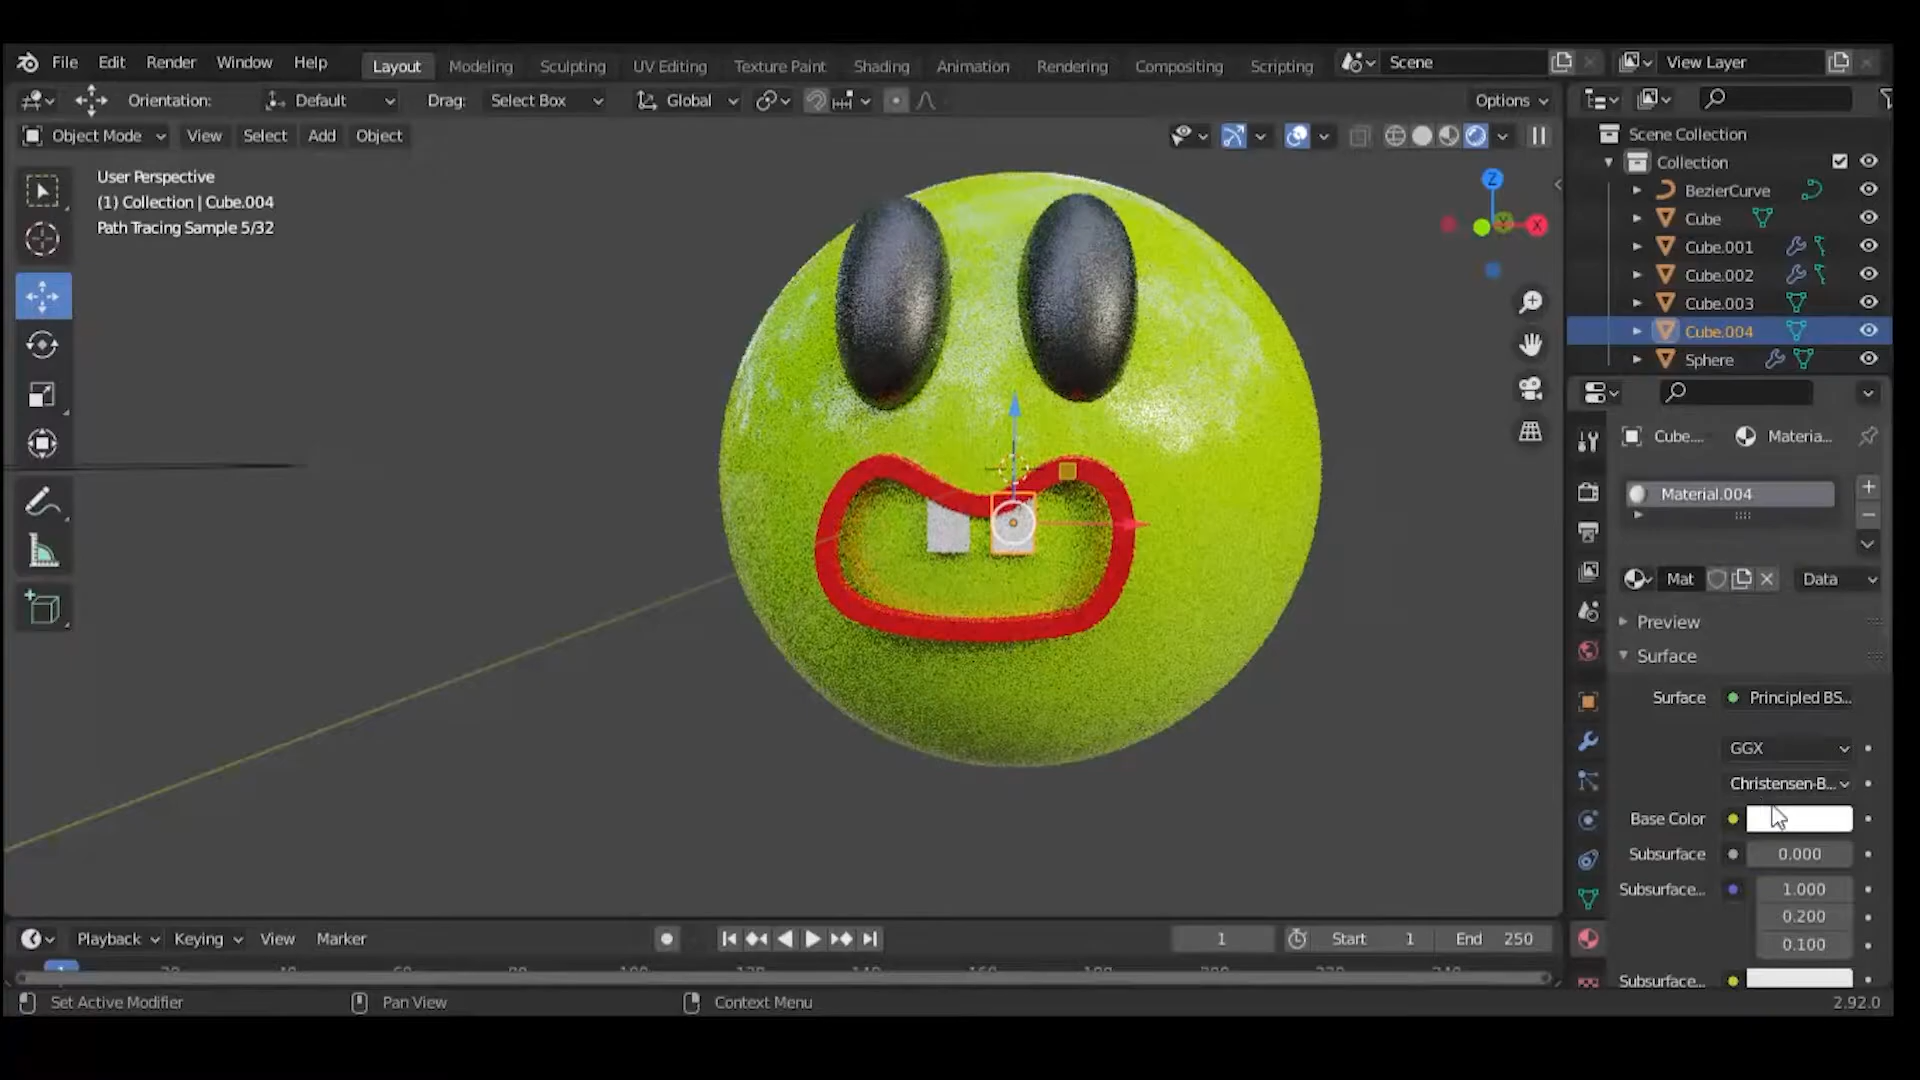 File Edit Render Window Help Layout Modeling Sculpting UV Editing Texture Paint Shading Animation Rendering Compositing Scripting Scene View Layer
Orientation: Default Drag: Select Box Global Options
Object Mode View Select Add Object
User Perspective
(1) Collection | Cube.004
Path Tracing Sample 5/32
Z
Y
X
Scene Collection
Collection
BezierCurve
Cube
Cube.001
Cube.002
Cube.003
Cube.004
Sphere
Cube.... Materia...
Material.004
Mat Data
Preview
Surface
Surface Principled BS...
GGX
Christensen-B...
Base Color
Subsurface 0.000
Subsurface... 1.000
0.200
0.100
Subsurface...
Playback Keying View Marker 1 Start 1 End 250
1
Set Active Modifier Pan View Context Menu 2.92.0